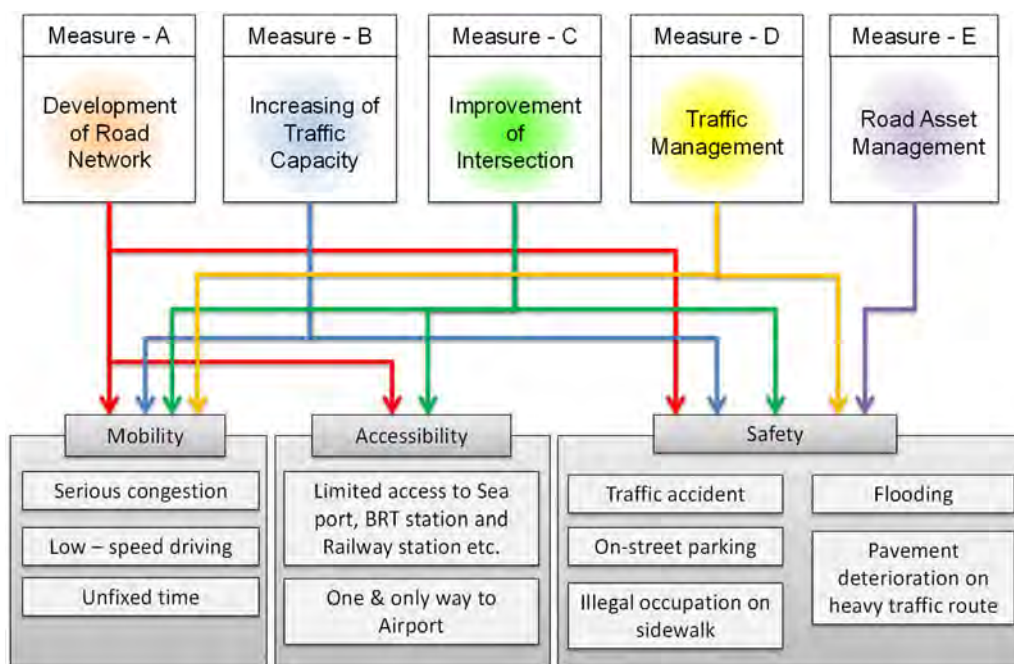 Measure - A
Measure - B
Measure - C
Measure - D
Measure - E
Development
of Road
Network
Increasing of
Traffic
Capacity
Improvement
of
Intersection
Traffic
Management
Road Asset
Management
Mobility
Serious congestion
Low – speed driving
Unfixed time
Accessibility
Limited access to Sea
port, BRT station and
Railway station etc.
One & only way to
Airport
Safety
Traffic accident
On-street parking
Illegal occupation on
sidewalk
Flooding
Pavement
deterioration on
heavy traffic route